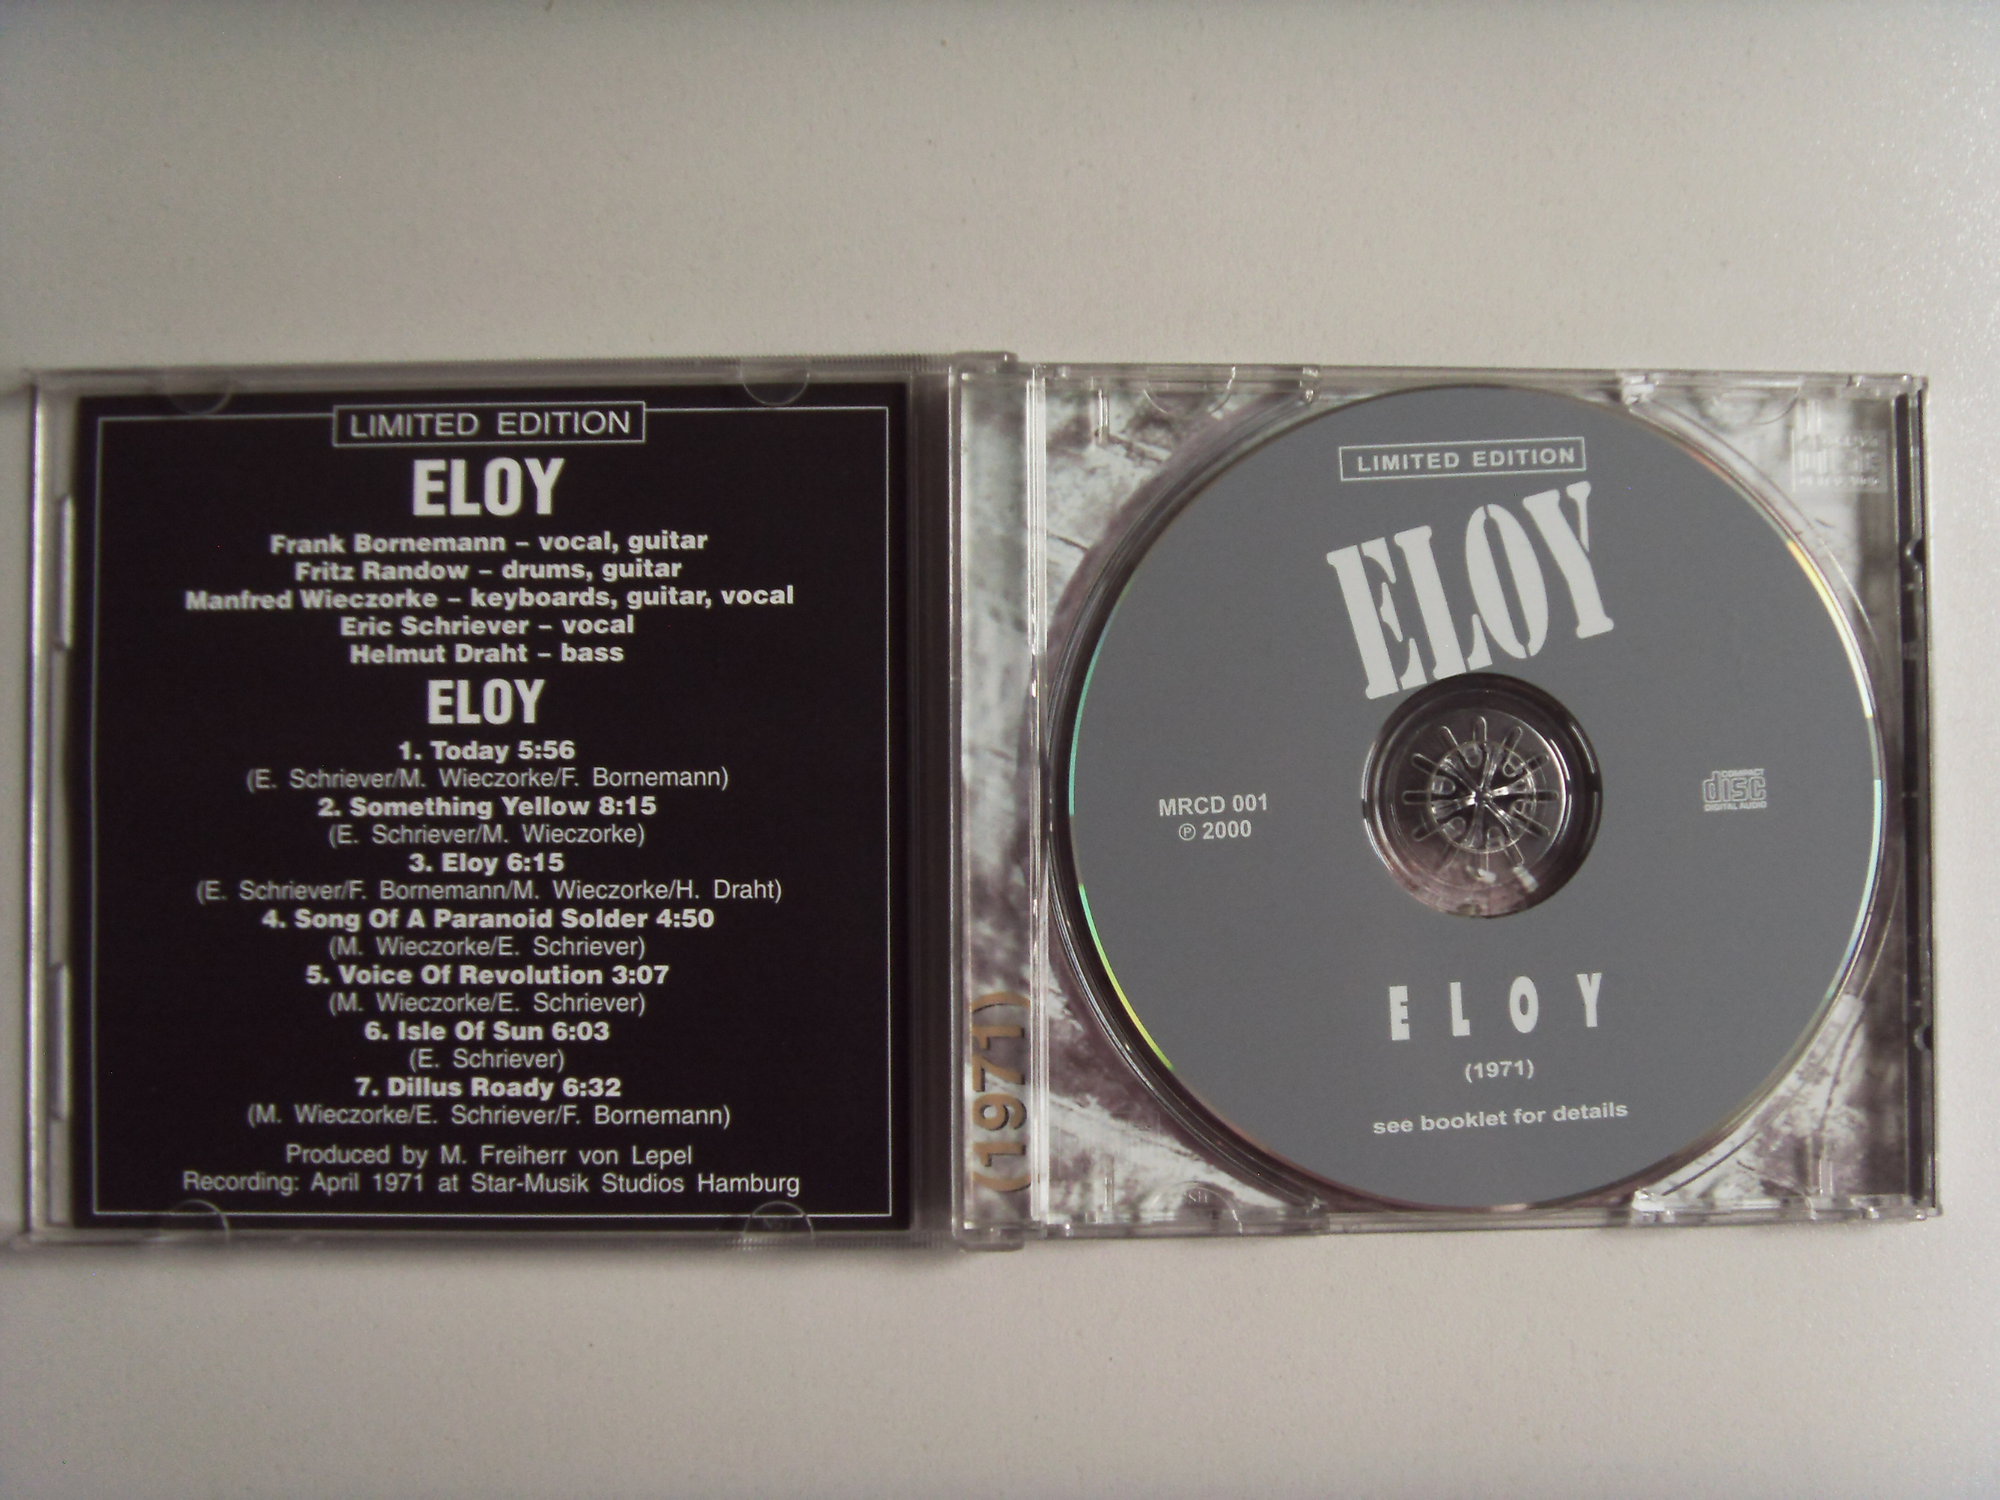 LIMITED EDITION
ELOY
Frank Bornemann – vocal, guitar
Fritz Randow – drums, guitar
Manfred Wieczorke – keyboards, guitar, vocal
Eric Schriever – vocal
Helmut Draht – bass
ELOY
1. Today 5:56
(E. Schriever/M. Wieczorke/F. Bornemann)
2. Something Yellow 8:15
(E. Schriever/M. Wieczorke)
3. Eloy 6:15
(E. Schriever/F. Bornemann/M. Wieczorke/H. Draht)
4. Song Of A Paranoid Solder 4:50
(M. Wieczorke/E. Schriever)
5. Voice Of Revolution 3:07
(M. Wieczorke/E. Schriever)
6. Isle Of Sun 6:03
(E. Schriever)
7. Dillus Roady 6:32
(M. Wieczorke/E. Schriever/F. Bornemann)
Produced by M. Freiherr von Lepel
Recording: April 1971 at Star-Musik Studios Hamburg
(1971)
LIMITED EDITION
ELOY
MRCD 001
℗ 2000
COMPACT
disc
DIGITAL AUDIO
ELOY
(1971)
see booklet for details